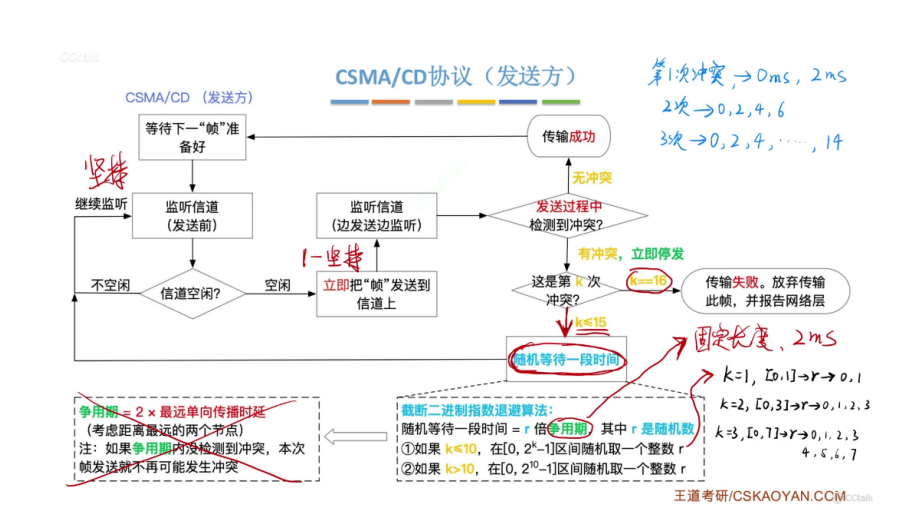 CCtalk
CSMA/CD协议（发送方）
CSMA/CD （发送方）
第1次冲突，→0ms，2ms
2次→0,2,4,6
3次→0,2,4,……,14
等待下一“帧”准
备好
传输成功
坚持
无冲突
继续监听
监听信道
（发送前）
监听信道
（边发送边监听）
发送过程中
检测到冲突？
1-坚持
有冲突，立即停发
不空闲
信道空闲？
空闲
立即把“帧”发送到
信道上
这是第 k 次
冲突？
k==16
传输失败。放弃传输
此帧，并报告网络层
k≤15
随机等待一段时间
固定长度、2ms
k=1, [0,1]→r→0,1
k=2, [0,3]→r→0,1,2,3
k=3,[0,7]→r→0,1,2,3
4,5,6,7
争用期 = 2 × 最远单向传播时延
（考虑距离最远的两个节点）
注：如果争用期内没检测到冲突，本次
帧发送就不再可能发生冲突
截断二进制指数退避算法：
随机等待一段时间 = r 倍争用期，其中 r 是随机数
①如果 k≤10，在[0, 2ᵏ−1]区间随机取一个整数 r
②如果 k>10，在[0, 2¹⁰−1]区间随机取一个整数 r
王道考研/CSKAOYAN.COM
CCtalk